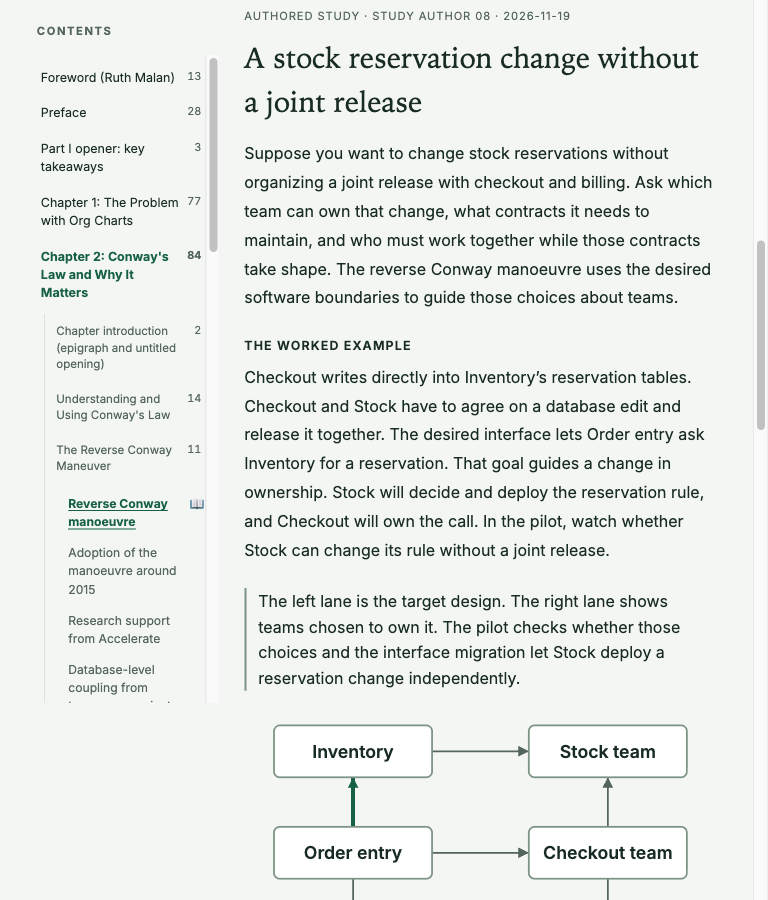 CONTENTS
Foreword (Ruth Malan) 13
Preface 28
Part I opener: key 3
takeaways
Chapter 1: The Problem 77
with Org Charts
Chapter 2: Conway's 84
Law and Why It
Matters
Chapter introduction 2
(epigraph and untitled
opening)
Understanding and 14
Using Conway's Law
The Reverse Conway 11
Maneuver
Reverse Conway
manoeuvre
Adoption of the
manoeuvre around
2015
Research support
from Accelerate
Database-level
coupling from
AUTHORED STUDY · STUDY AUTHOR 08 · 2026-11-19
A stock reservation change without
a joint release
Suppose you want to change stock reservations without
organizing a joint release with checkout and billing. Ask which
team can own that change, what contracts it needs to
maintain, and who must work together while those contracts
take shape. The reverse Conway manoeuvre uses the desired
software boundaries to guide those choices about teams.
THE WORKED EXAMPLE
Checkout writes directly into Inventory’s reservation tables.
Checkout and Stock have to agree on a database edit and
release it together. The desired interface lets Order entry ask
Inventory for a reservation. That goal guides a change in
ownership. Stock will decide and deploy the reservation rule,
and Checkout will own the call. In the pilot, watch whether
Stock can change its rule without a joint release.
The left lane is the target design. The right lane shows
teams chosen to own it. The pilot checks whether those
choices and the interface migration let Stock deploy a
reservation change independently.
Inventory
Stock team
Order entry
Checkout team